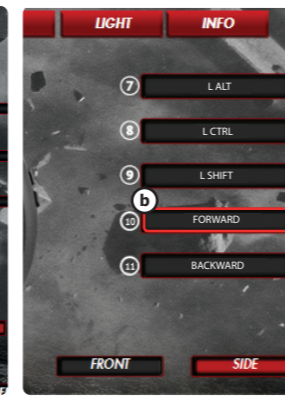 LIGHT INFO
7 L ALT
8 L CTRL
9 L SHIFT
b
10 FORWARD
11 BACKWARD
FRONT SIDE